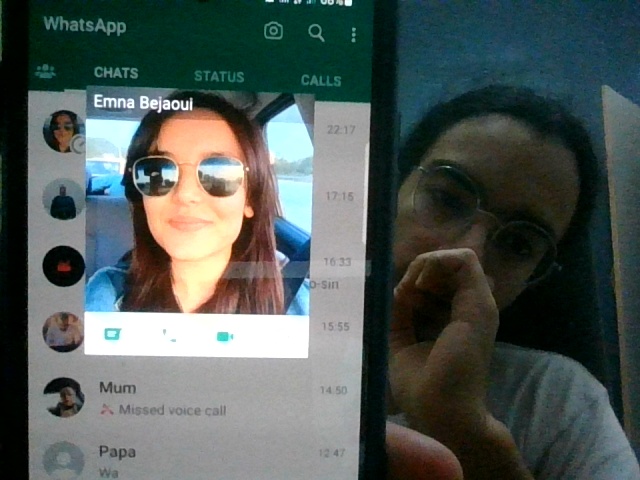 WhatsApp
CHATS STATUS CALLS
Emna Bejaoui
22:17
17:15
16:33
15:55
Mum
14:50
Missed voice call
Papa
12:47
Wa